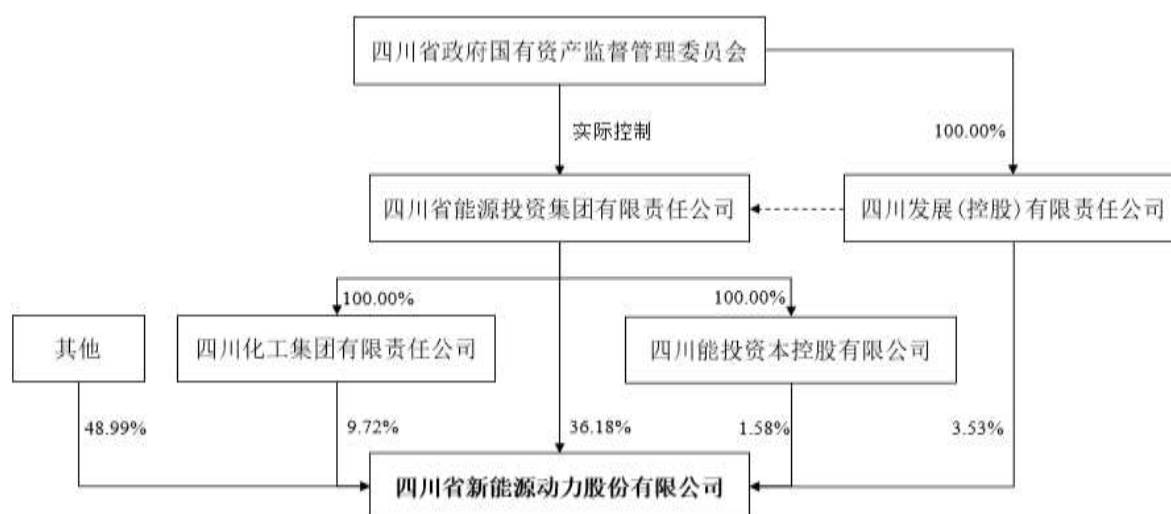 四川省政府国有资产监督管理委员会
实际控制
100.00%
四川省能源投资集团有限责任公司
四川发展(控股)有限责任公司
100.00%
100.00%
其他
四川化工集团有限责任公司
四川能投资本控股有限公司
48.99%
9.72%
36.18%
1.58%
3.53%
四川省新能源动力股份有限公司